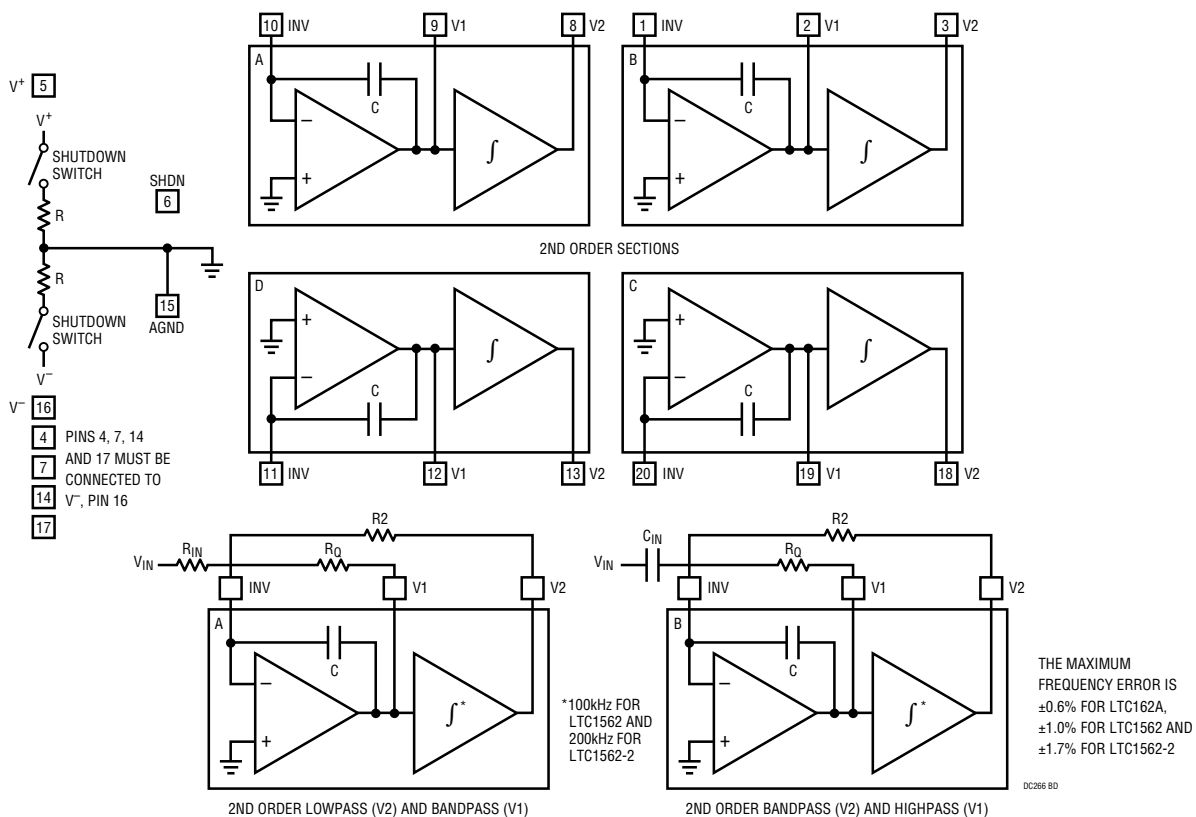 10 INV
9 V1
8 V2
1 INV
2 V1
3 V2
A
C
−
+
∫
B
C
−
+
∫
V+ 5
V+
SHUTDOWN
SWITCH
R
SHDN
6
R
15
AGND
SHUTDOWN
SWITCH
V−
2ND ORDER SECTIONS
D
+
−
C
∫
C
+
−
C
∫
11 INV
12 V1
13 V2
20 INV
19 V1
18 V2
V− 16
4 PINS 4, 7, 14
7 AND 17 MUST BE
CONNECTED TO
14 V−, PIN 16
17
R2
VIN
RIN
RQ
INV
V1
V2
A
C
−
+
∫*
*100kHz FOR
LTC1562 AND
200kHz FOR
LTC1562-2
2ND ORDER LOWPASS (V2) AND BANDPASS (V1)
R2
VIN
CIN
RQ
INV
V1
V2
B
C
−
+
∫*
THE MAXIMUM
FREQUENCY ERROR IS
±0.6% FOR LTC162A,
±1.0% FOR LTC1562 AND
±1.7% FOR LTC1562-2
DC266 BD
2ND ORDER BANDPASS (V2) AND HIGHPASS (V1)